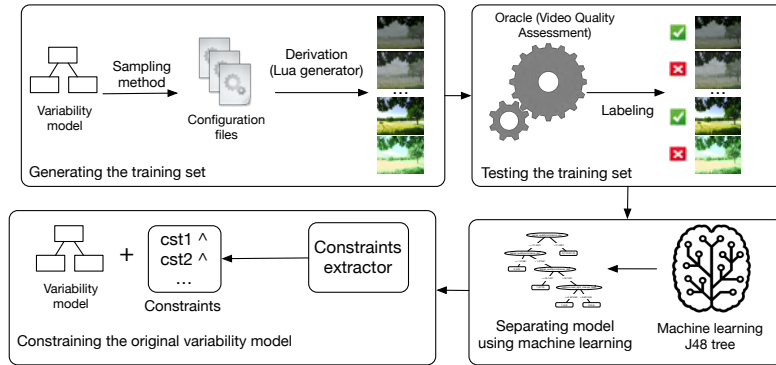 Variability
model
Sampling
method
Configuration
files
Derivation
(Lua generator)
...
Generating the training set
Oracle (Video Quality
Assessment)
Labeling
...
Testing the training set
Machine learning
J48 tree
Separating model
using machine learning
Constraints
extractor
cst1 ^
cst2 ^
...
Constraints
+
Variability
model
Constraining the original variability model